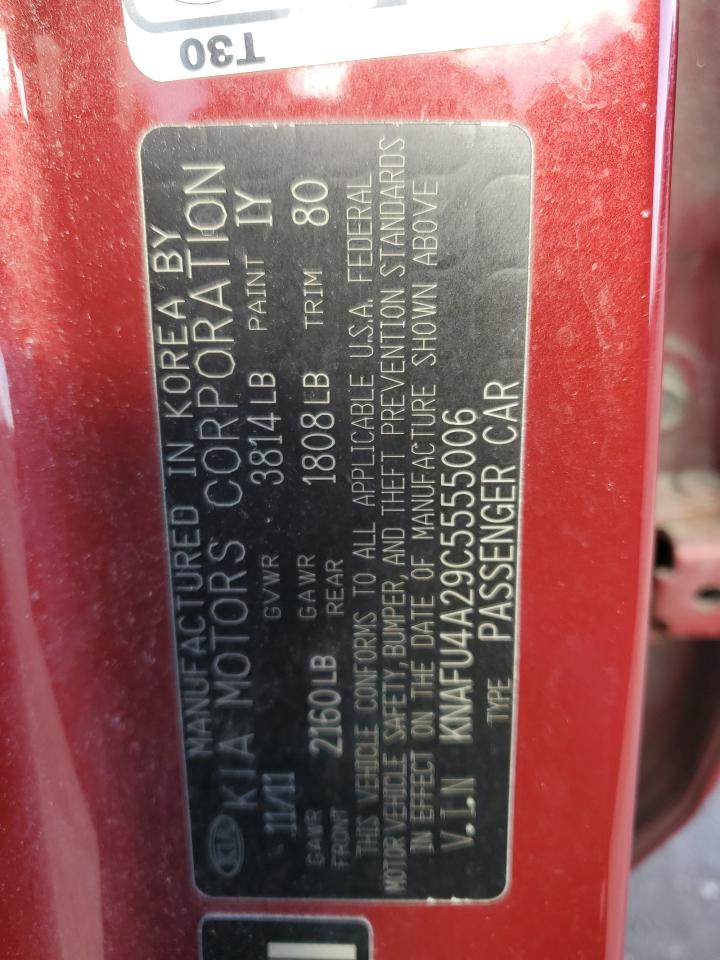 T30
MANUFACTURED IN KOREA BY
KIA KIA MOTORS CORPORATION
11/11 GVWR 3814LB PAINT 1Y
GAWR FRONT 2160LB GAWR REAR 1808LB TRIM 80
THIS VEHICLE CONFORMS TO ALL APPLICABLE U.S.A. FEDERAL
MOTOR VEHICLE SAFETY, BUMPER, AND THEFT PREVENTION STANDARDS
IN EFFECT ON THE DATE OF MANUFACTURE SHOWN ABOVE
V.I.N KNAFU4A29C5555006
TYPE PASSENGER CAR